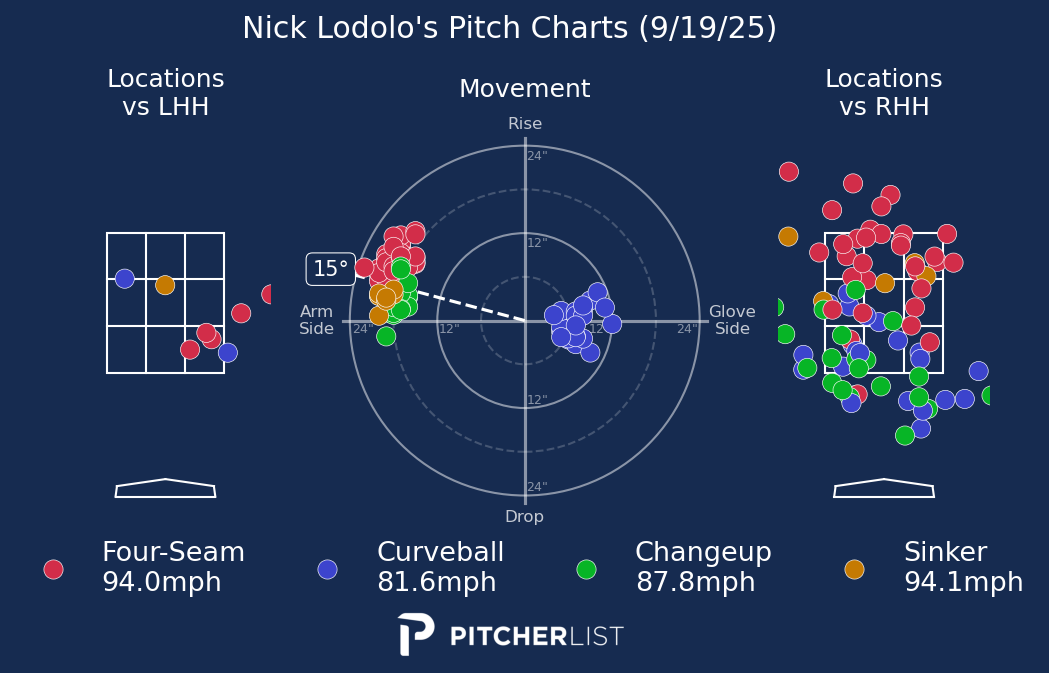 Nick Lodolo's Pitch Charts (9/19/25)
Locations
vs LHH
Movement
Locations
vs RHH
Rise
24"
12"
15°
Arm
Side
24"
12"
12"
24"
Glove
Side
12"
24"
Drop
Four-Seam
94.0mph
Curveball
81.6mph
Changeup
87.8mph
Sinker
94.1mph
PITCHERLIST